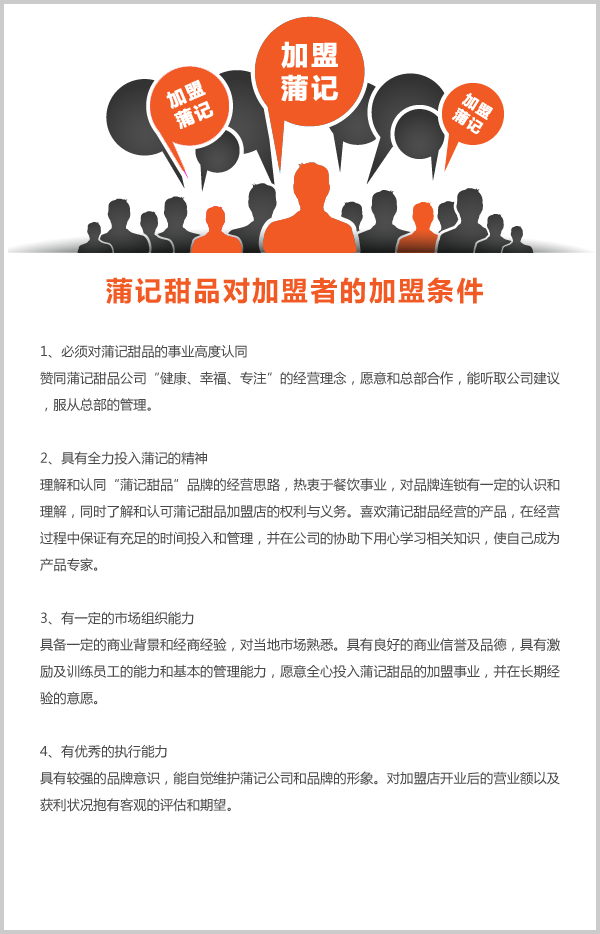 加盟
蒲记
加盟
蒲记
加盟
蒲记
蒲记甜品对加盟者的加盟条件
1、必须对蒲记甜品的事业高度认同
赞同蒲记甜品公司“健康、幸福、专注”的经营理念，愿意和总部合作，能听取公司建议
，服从总部的管理。
2、具有全力投入蒲记的精神
理解和认同“蒲记甜品”品牌的经营思路，热衷于餐饮事业，对品牌连锁有一定的认识和
理解，同时了解和认可蒲记甜品加盟店的权利与义务。喜欢蒲记甜品经营的产品，在经营
过程中保证有充足的时间投入和管理，并在公司的协助下用心学习相关知识，使自己成为
产品专家。
3、有一定的市场组织能力
具备一定的商业背景和经商经验，对当地市场熟悉。具有良好的商业信誉及品德，具有激
励及训练员工的能力和基本的管理能力，愿意全心投入蒲记甜品的加盟事业，并在长期经
验的意愿。
4、有优秀的执行能力
具有较强的品牌意识，能自觉维护蒲记公司和品牌的形象。对加盟店开业后的营业额以及
获利状况抱有客观的评估和期望。